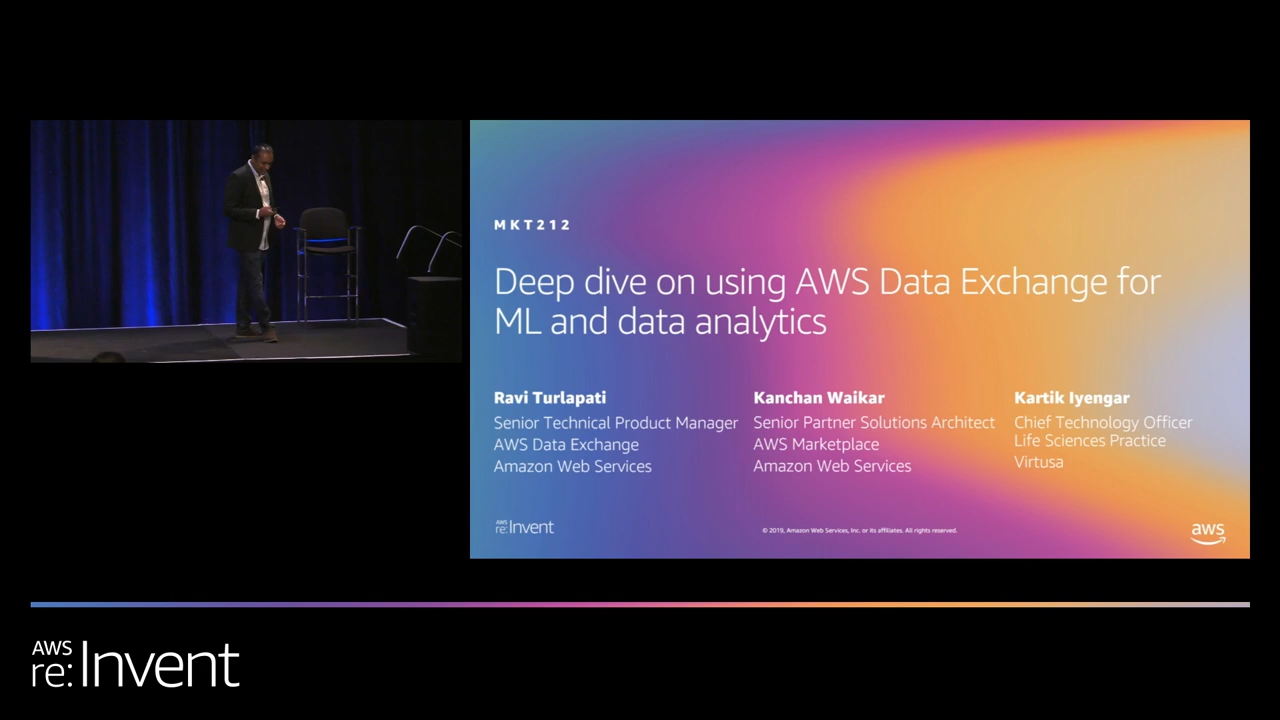 MKT212
Deep dive on using AWS Data Exchange for
ML and data analytics
Ravi Turlapati
Senior Technical Product Manager
AWS Data Exchange
Amazon Web Services
Kanchan Waikar
Senior Partner Solutions Architect
AWS Marketplace
Amazon Web Services
Kartik Iyengar
Chief Technology Officer
Life Sciences Practice
Virtusa
AWS
re:Invent
© 2019, Amazon Web Services, Inc. or its affiliates. All rights reserved.
aws
AWS
re:Invent